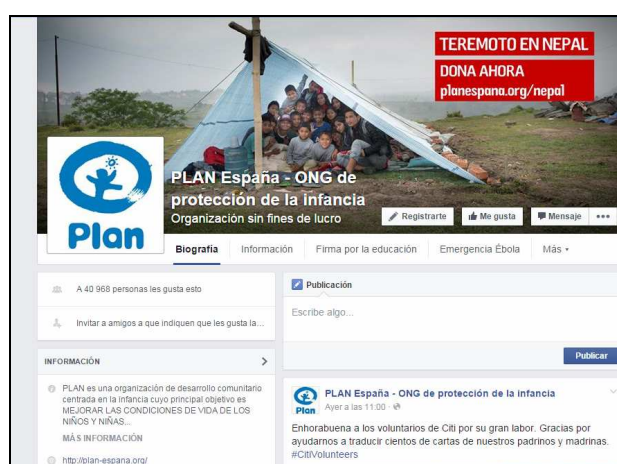 TEREMOTO EN NEPAL
DONA AHORA
planespana.org/nepal
PLAN España - ONG de
protección de la infancia
Organización sin fines de lucro
Registrarte
Me gusta
Mensaje
Plan
Biografía
Información
Firma por la educación
Emergencia Ébola
Más
A 40 968 personas les gusta esto
Invitar a amigos a que indiquen que les gusta la...
INFORMACIÓN
PLAN es una organización de desarrollo comunitario
centrada en la infancia cuyo principal objetivo es
MEJORAR LAS CONDICIONES DE VIDA DE LOS
NIÑOS Y NIÑAS...
MÁS INFORMACIÓN
http://plan-espana.org/
Publicación
Escribe algo...
Publicar
Plan
PLAN España - ONG de protección de la infancia
Ayer a las 11:00
Enhorabuena a los voluntarios de Citi por su gran labor. Gracias por
ayudarnos a traducir cientos de cartas de nuestros padrinos y madrinas.
#CitiVolunteers